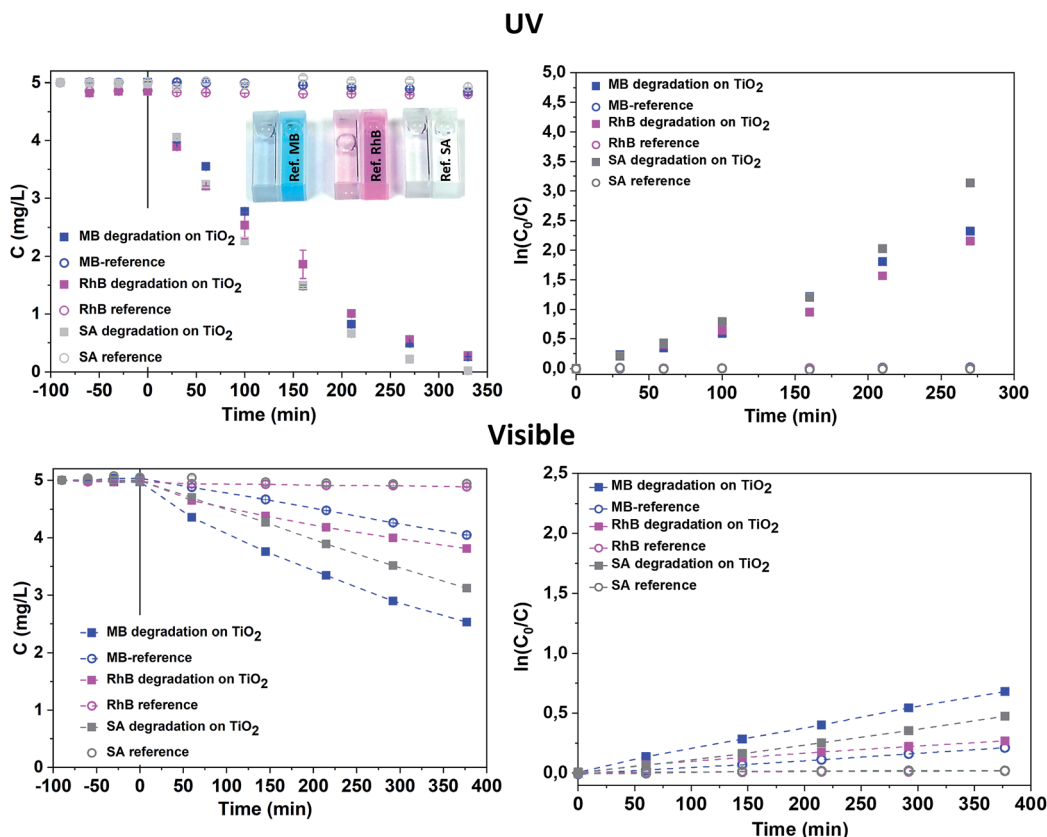 UV
5
4
3
2
1
0
C (mg/L)
-100 -50 0 50 100 150 200 250 300 350
Time (min)
Ref. MB
Ref. RhB
Ref. SA
MB degradation on TiO2
MB-reference
RhB degradation on TiO2
RhB reference
SA degradation on TiO2
SA reference
5,0
4,5
4,0
3,5
3,0
2,5
2,0
1,5
1,0
0,5
0,0
ln(C0/C)
0 50 100 150 200 250 300
Time (min)
MB degradation on TiO2
MB-reference
RhB degradation on TiO2
RhB reference
SA degradation on TiO2
SA reference
Visible
5
4
3
2
1
0
C (mg/L)
-100 -50 0 50 100 150 200 250 300 350 400
Time (min)
MB degradation on TiO2
MB-reference
RhB degradation on TiO2
RhB reference
SA degradation on TiO2
SA reference
2,5
2,0
1,5
1,0
0,5
0,0
ln(C0/C)
0 50 100 150 200 250 300 350 400
Time (min)
MB degradation on TiO2
MB-reference
RhB degradation on TiO2
RhB reference
SA degradation on TiO2
SA reference